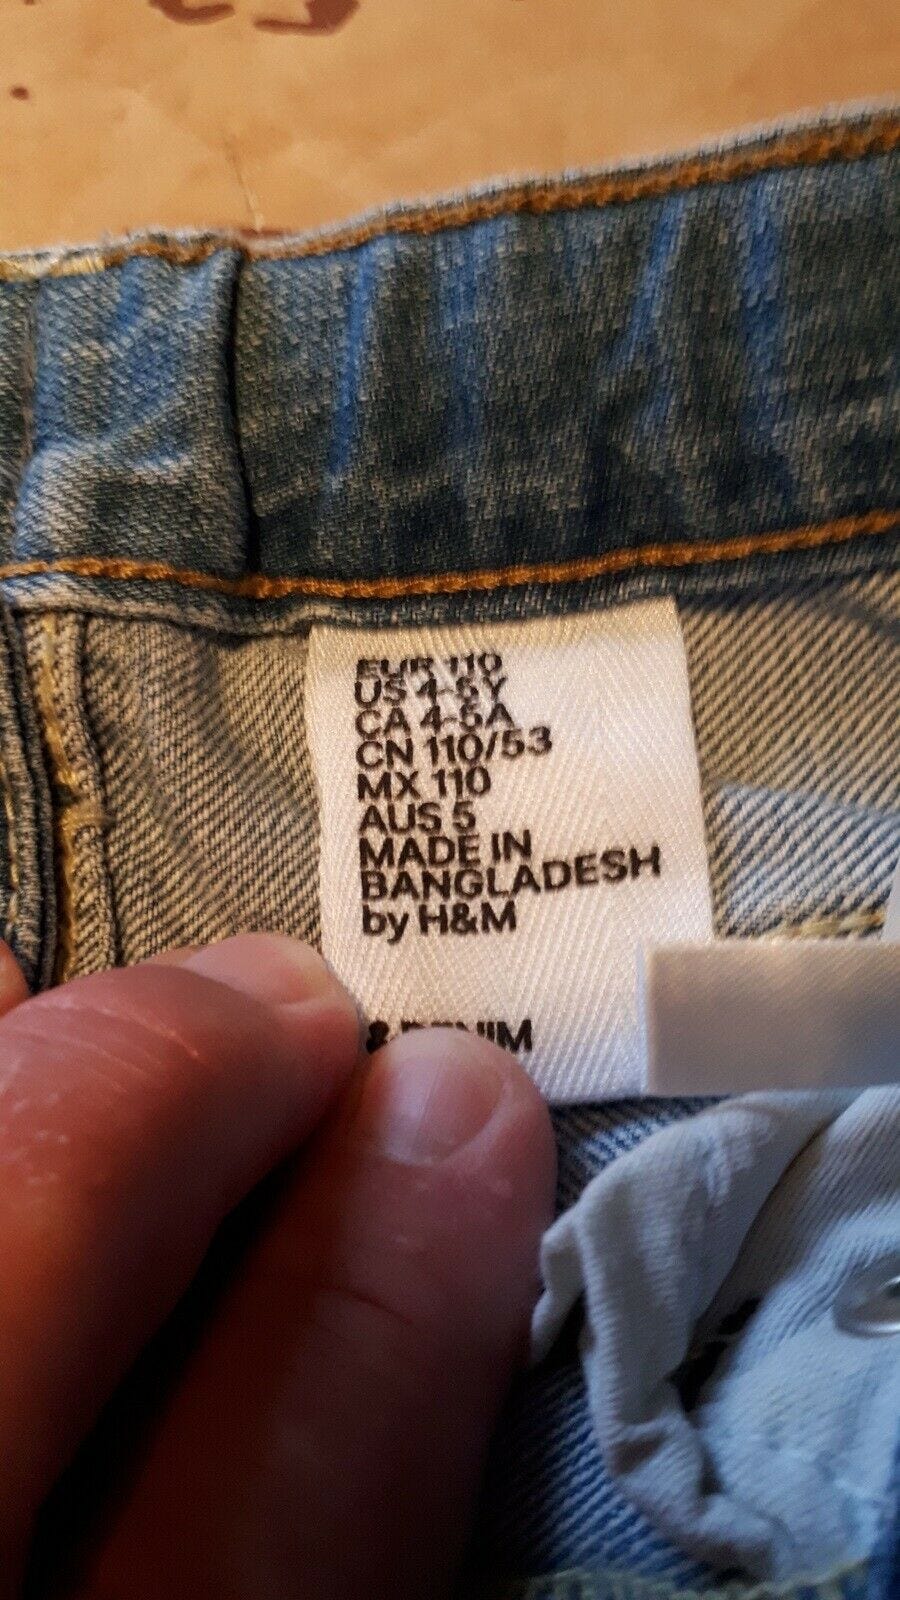 EUR 110
US 4-5Y
CA 4-5A
CN 110/53
MX 110
AUS 5
MADE IN
BANGLADESH
by H&M
& DENIM